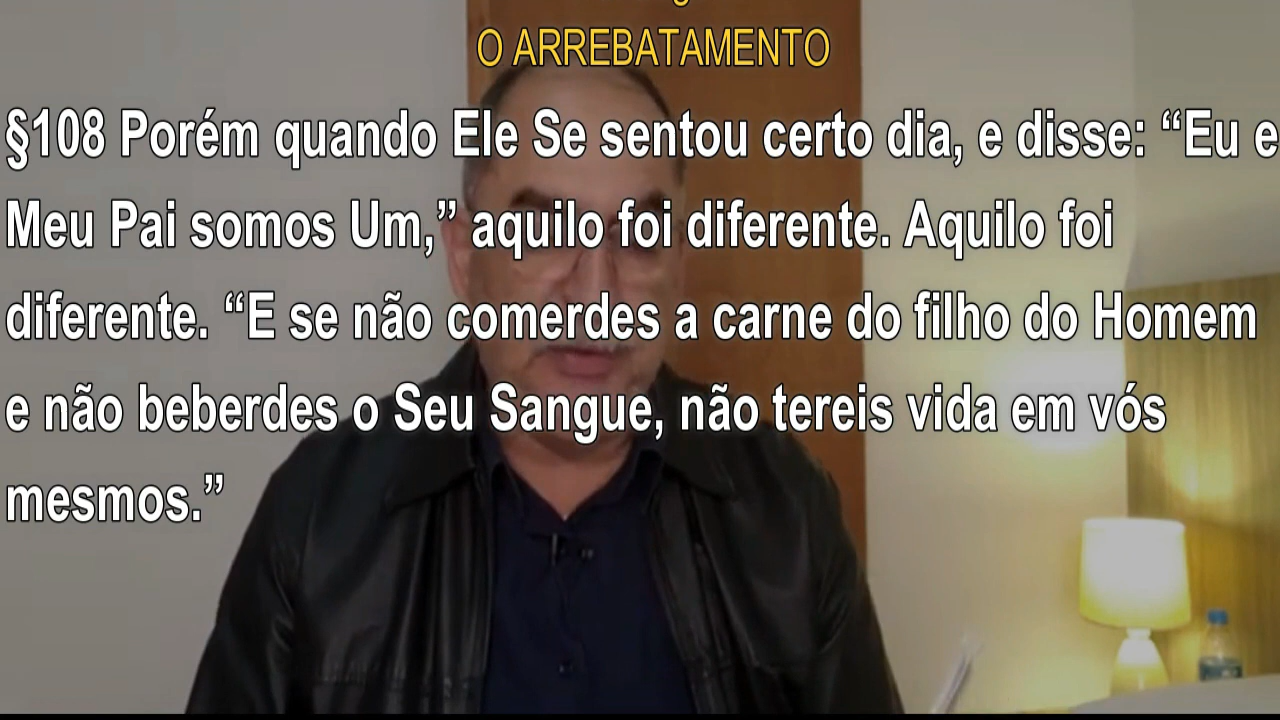 O ARREBATAMENTO
§108 Porém quando Ele Se sentou certo dia, e disse: “Eu e
Meu Pai somos Um,” aquilo foi diferente. Aquilo foi
diferente. “E se não comerdes a carne do filho do Homem
e não beberdes o Seu Sangue, não tereis vida em vós
mesmos.”